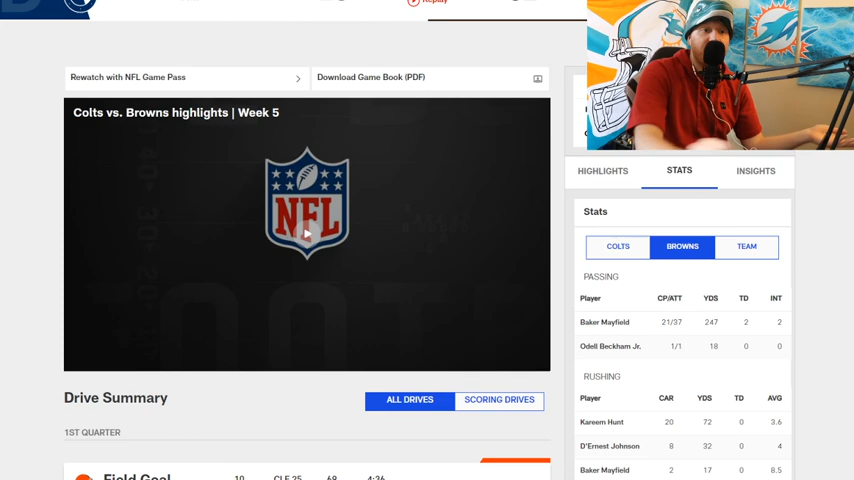 Replay
Rewatch with NFL Game Pass
Download Game Book (PDF)
Colts vs. Browns highlights | Week 5
NFL
HIGHLIGHTS STATS INSIGHTS
Stats
COLTS BROWNS TEAM
PASSING
Player CP/ATT YDS TD INT
Baker Mayfield 21/37 247 2 2
Odell Beckham Jr. 1/1 18 0 0
RUSHING
Player CAR YDS TD AVG
Kareem Hunt 20 72 0 3.6
D'Ernest Johnson 8 32 0 4
Baker Mayfield 2 17 0 8.5
Drive Summary
ALL DRIVES SCORING DRIVES
1ST QUARTER
Field Goal 10 CLE 25 69 4:36